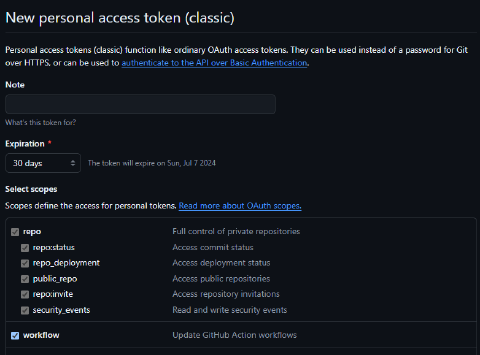 New personal access token (classic)
Personal access tokens (classic) function like ordinary OAuth access tokens. They can be used instead of a password for Git
over HTTPS, or can be used to authenticate to the API over Basic Authentication.
Note
What's this token for?
Expiration *
30 days The token will expire on Sun, Jul 7 2024
Select scopes
Scopes define the access for personal tokens. Read more about OAuth scopes.
repo Full control of private repositories
repo:status Access commit status
repo_deployment Access deployment status
public_repo Access public repositories
repo:invite Access repository invitations
security_events Read and write security events
workflow Update GitHub Action workflows